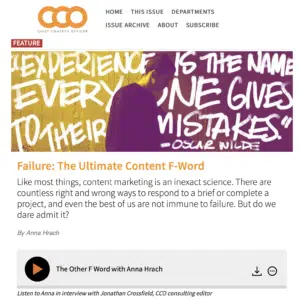 CCO
CHIEF CONTENT OFFICER
HOME THIS ISSUE DEPARTMENTS
ISSUE ARCHIVE ABOUT SUBSCRIBE
FEATURE
"EXPERIENCE IS THE NAME
EVERYONE GIVES
TO THEIR MISTAKES."
- OSCAR WILDE
Failure: The Ultimate Content F-Word
Like most things, content marketing is an inexact science. There are
countless right and wrong ways to respond to a brief or complete a
project, and even the best of us are not immune to failure. But do we
dare admit it?
By Anna Hrach
The Other F Word with Anna Hrach
Listen to Anna in interview with Jonathan Crossfield, CCO consulting editor